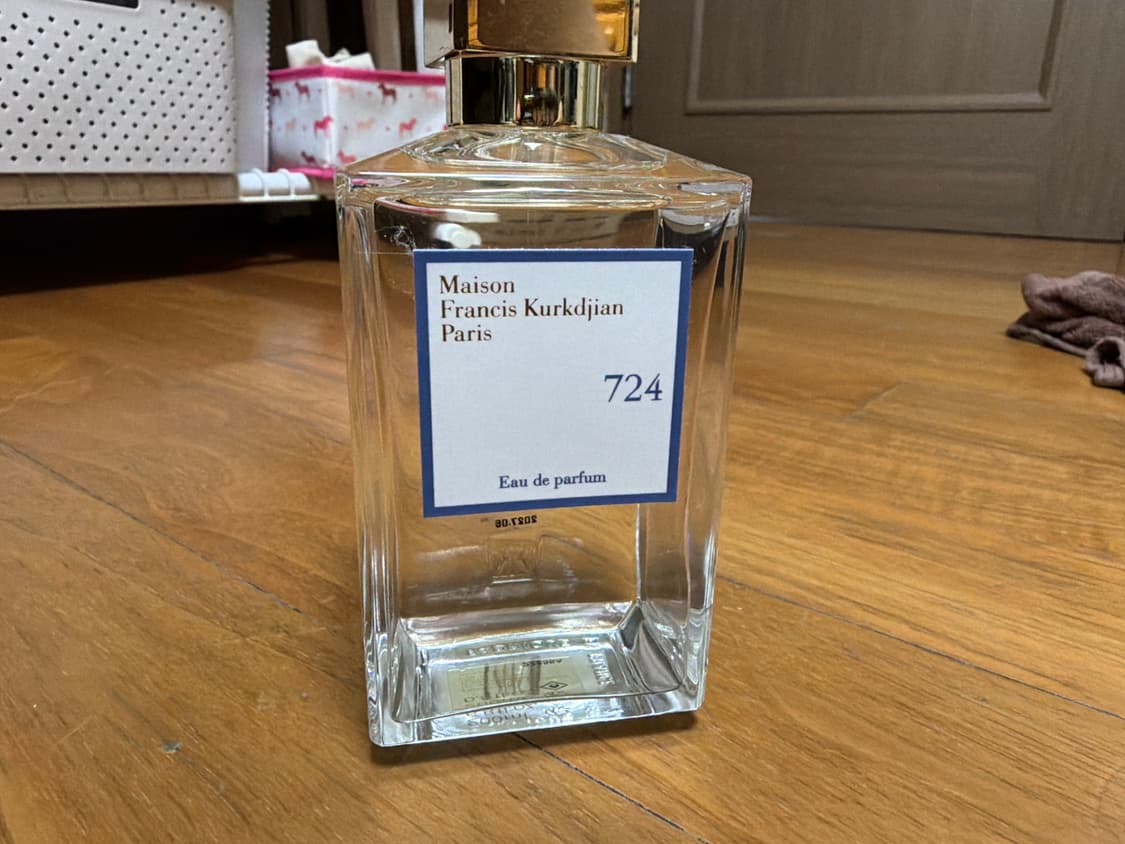 Maison
Francis Kurkdjian
Paris
724
Eau de parfum
2027.06